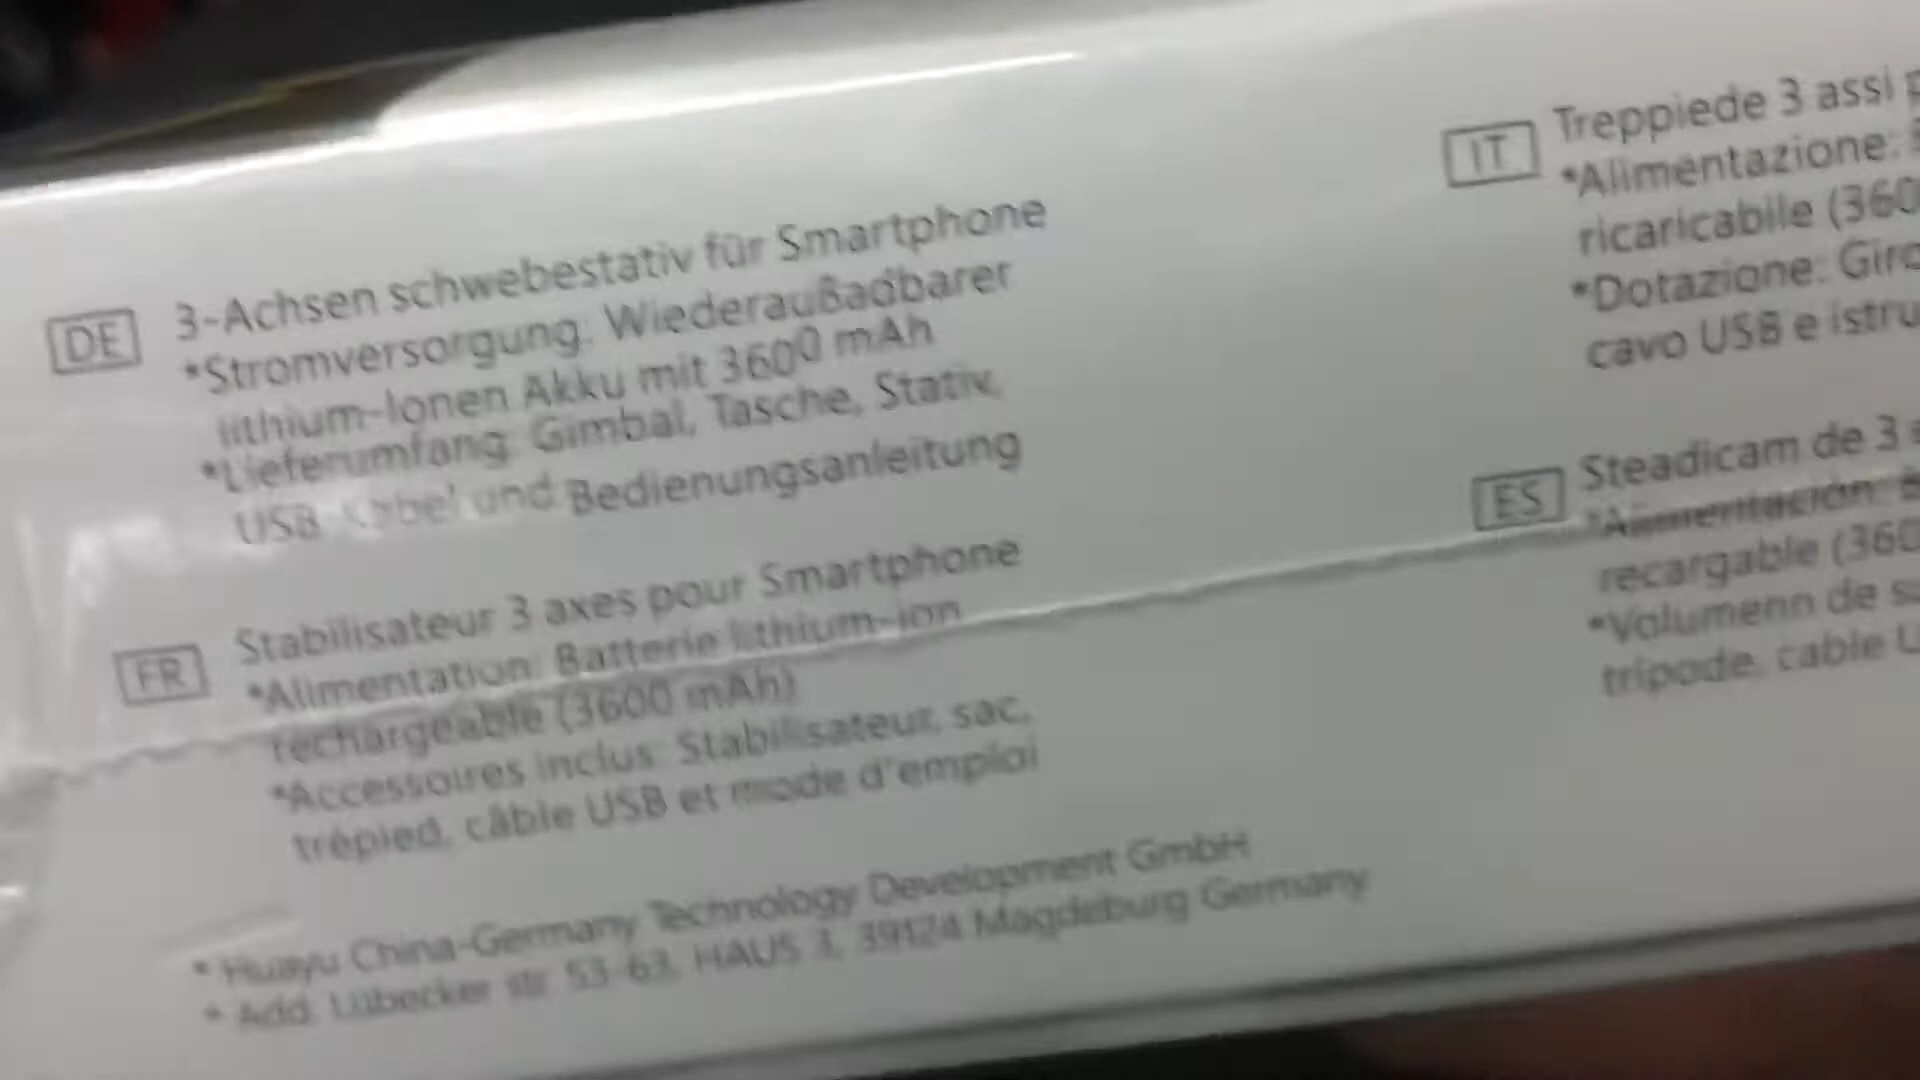 DE
3-Achsen schwebestativ für Smartphone
*Stromversorgung: Wiederaußadbarer
lithium-Ionen Akku mit 3600 mAh
*Lieferumfang: Gimbal, Tasche, Stativ,
USB Kabel und Bedienungsanleitung
FR
Stabilisateur 3 axes pour Smartphone
*Alimentation: Batterie lithium-ion
rechargeable (3600 mAh)
*Accessoires inclus: Stabilisateur, sac,
trépied, câble USB et mode d'emploi
* Huayu China-Germany Technology Development GmbH
* Add: Lübecker str. 53-63, HAUS 3, 39124 Magdeburg Germany
IT
Treppiede 3 assi
*Alimentazione:
ricaricabile (360
*Dotazione: Giro
cavo USB e istru
ES
Steadicam de 3
*Alimentación:
recargable (360
*Volumenn de su
trípode, cable U